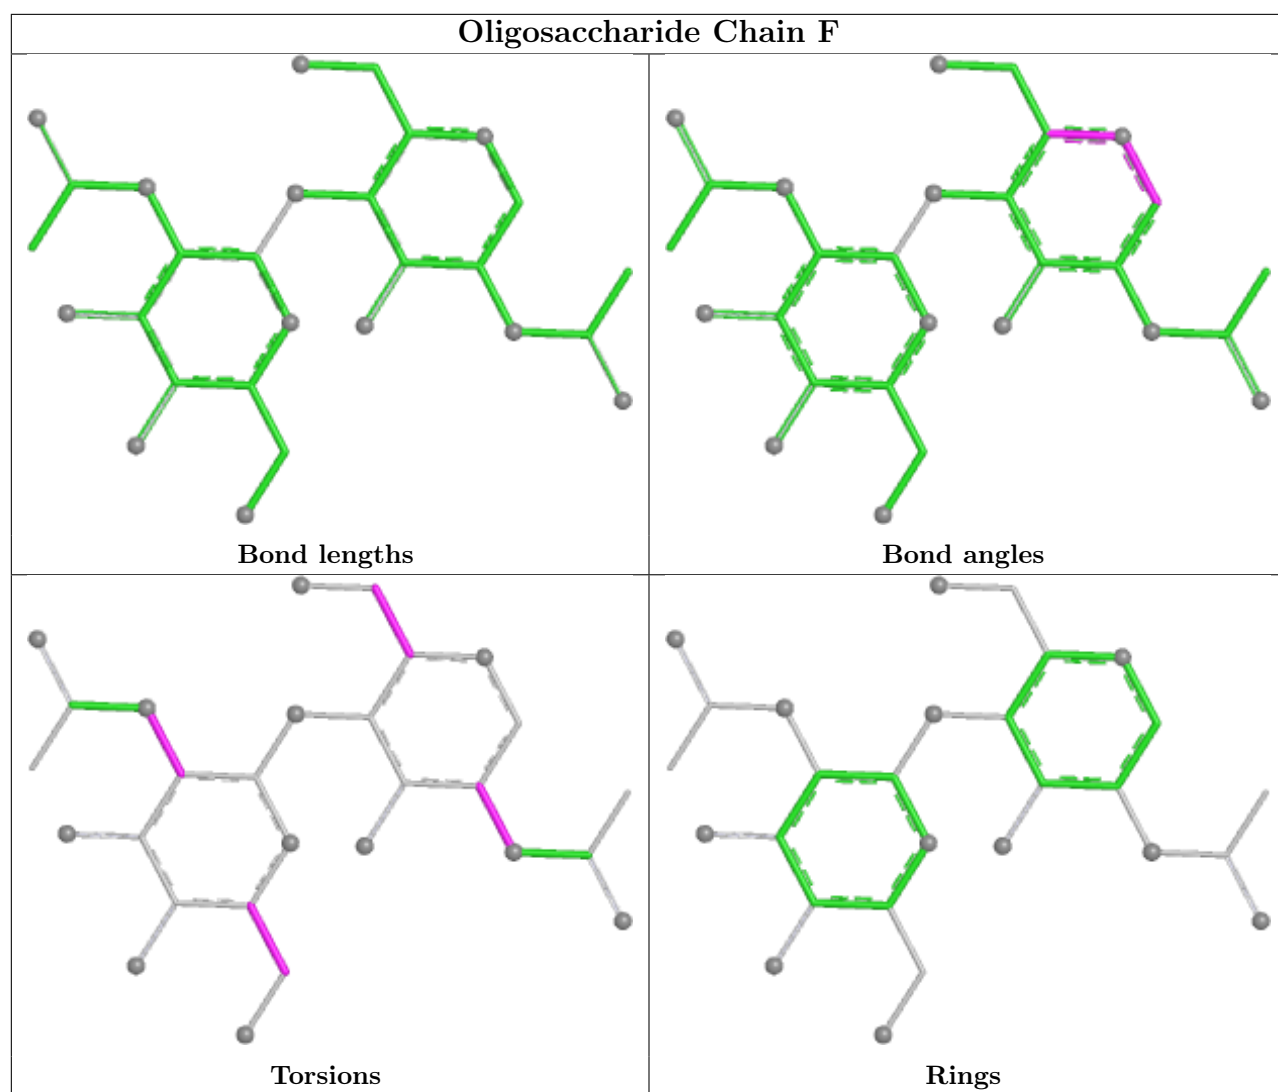 Oligosaccharide Chain F
Bond lengths
Bond angles
Torsions
Rings